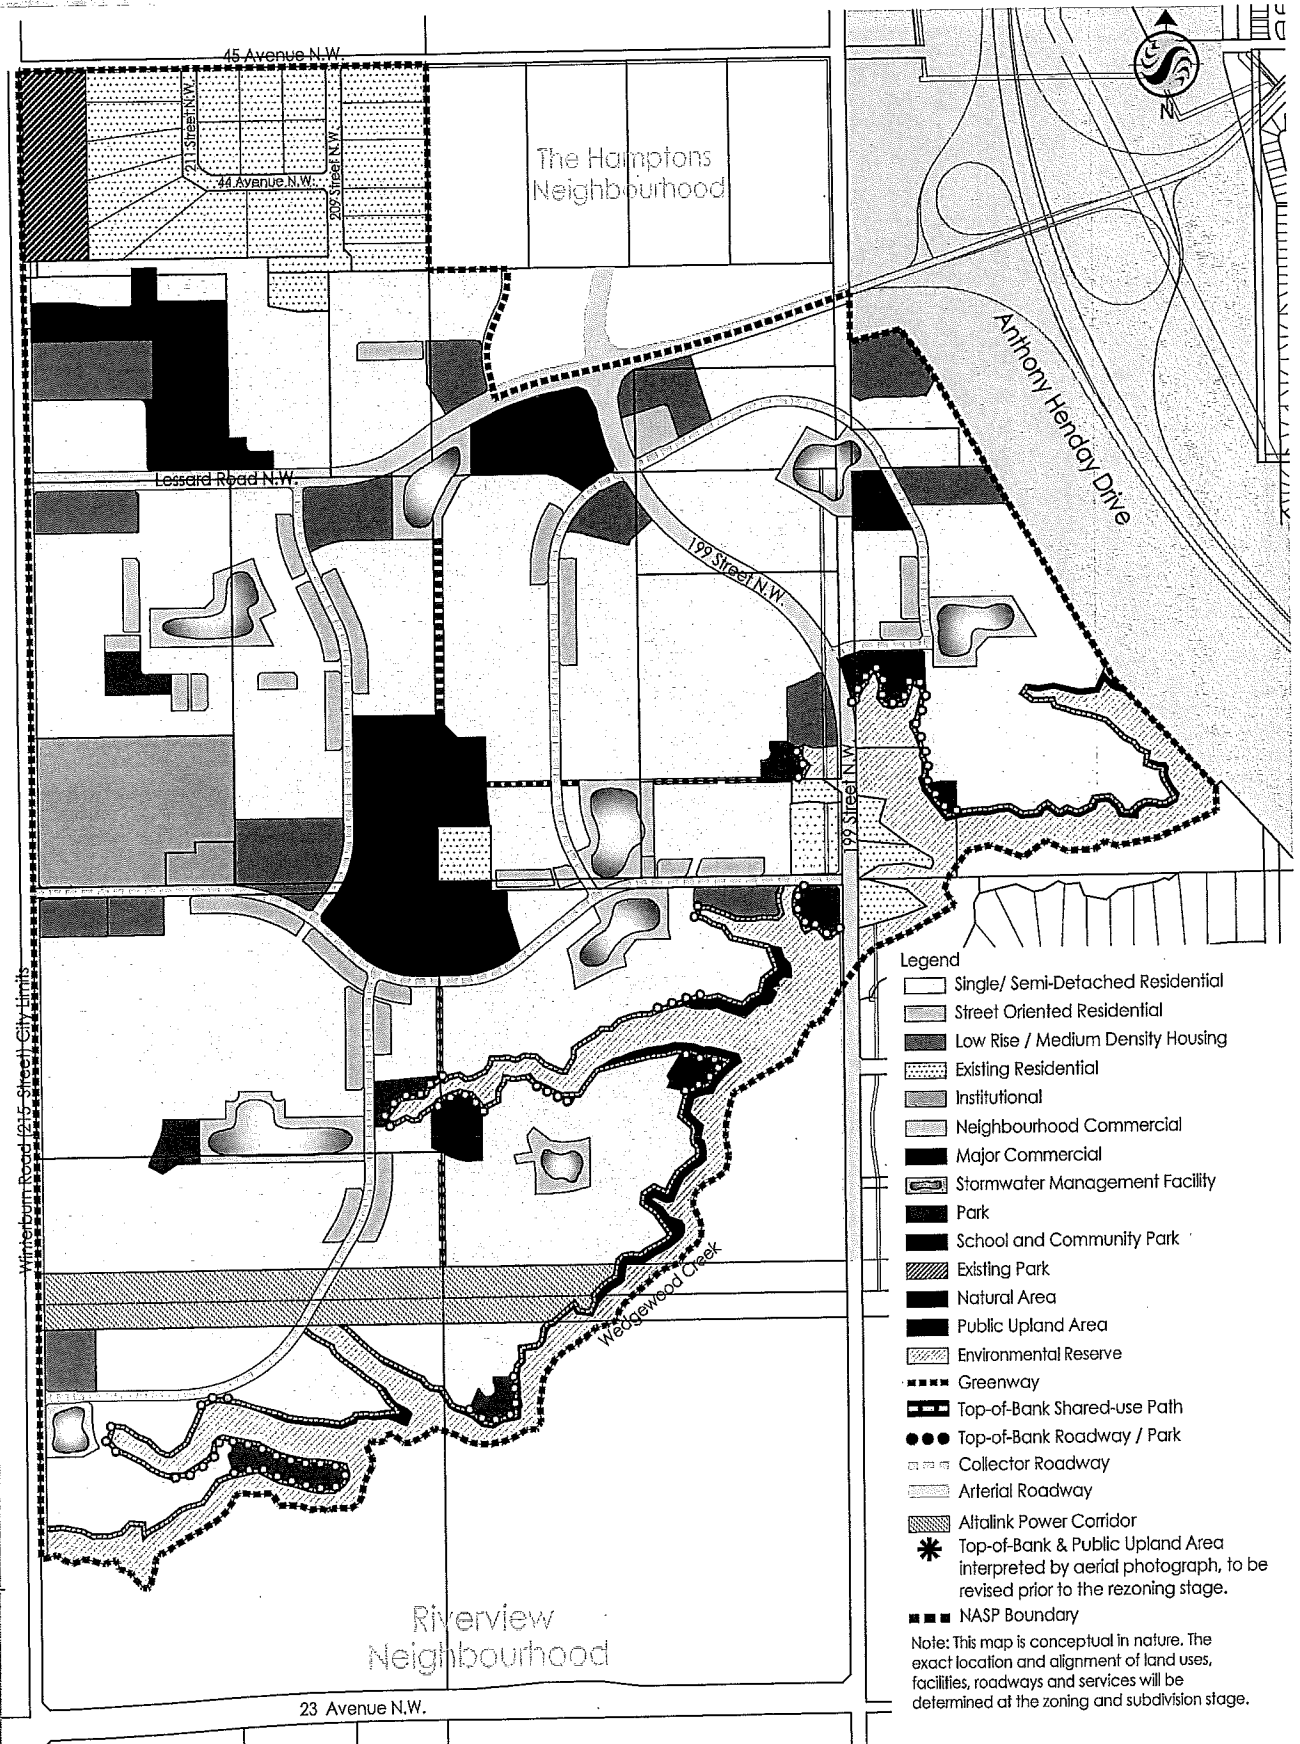 45 Avenue N.W.
N
211 Street N.W.
44 Avenue N.W.
209 Street N.W.
The Hamptons
Neighbourhood
Anthony Henday Drive
Lessard Road N.W.
199 Street N.W.
199 Street N.W.
Winterburn Road (215 Street) City Limits
Wedgewood Creek
Riverview
Neighbourhood
23 Avenue N.W.
Legend
Single/ Semi-Detached Residential
Street Oriented Residential
Low Rise / Medium Density Housing
Existing Residential
Institutional
Neighbourhood Commercial
Major Commercial
Stormwater Management Facility
Park
School and Community Park
Existing Park
Natural Area
Public Upland Area
Environmental Reserve
Greenway
Top-of-Bank Shared-use Path
Top-of-Bank Roadway / Park
Collector Roadway
Arterial Roadway
Altalink Power Corridor
Top-of-Bank & Public Upland Area
interpreted by aerial photograph, to be
revised prior to the rezoning stage.
NASP Boundary
Note: This map is conceptual in nature. The
exact location and alignment of land uses,
facilities, roadways and services will be
determined at the zoning and subdivision stage.